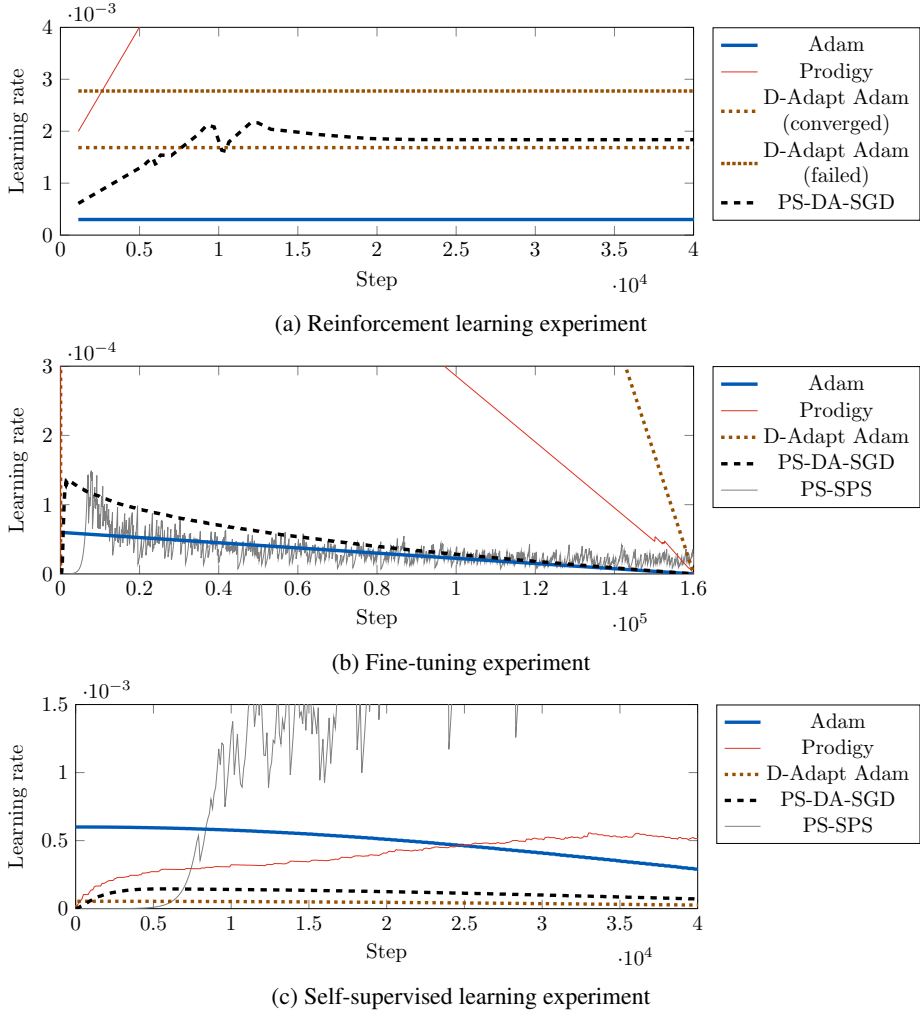 ·10⁻³
4
3
2
1
0
Learning rate
0 0.5 1 1.5 2 2.5 3 3.5 4
Step
·10⁴
Adam
Prodigy
D-Adapt Adam
(converged)
D-Adapt Adam
(failed)
PS-DA-SGD
(a) Reinforcement learning experiment
·10⁻⁴
3
2
1
0
Learning rate
0 0.2 0.4 0.6 0.8 1 1.2 1.4 1.6
Step
·10⁵
Adam
Prodigy
D-Adapt Adam
PS-DA-SGD
PS-SPS
(b) Fine-tuning experiment
·10⁻³
1.5
1
0.5
0
Learning rate
0 0.5 1 1.5 2 2.5 3 3.5 4
Step
·10⁴
Adam
Prodigy
D-Adapt Adam
PS-DA-SGD
PS-SPS
(c) Self-supervised learning experiment